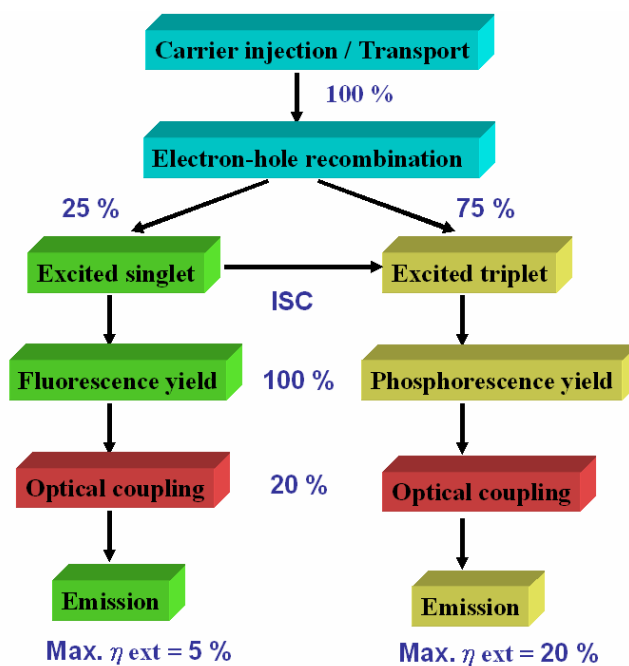 Carrier injection / Transport
100 %
Electron-hole recombination
25 %
75 %
Excited singlet
ISC
Excited triplet
Fluorescence yield
100 %
Phosphorescence yield
Optical coupling
20 %
Optical coupling
Emission
Emission
Max. η ext = 5 %
Max. η ext = 20 %